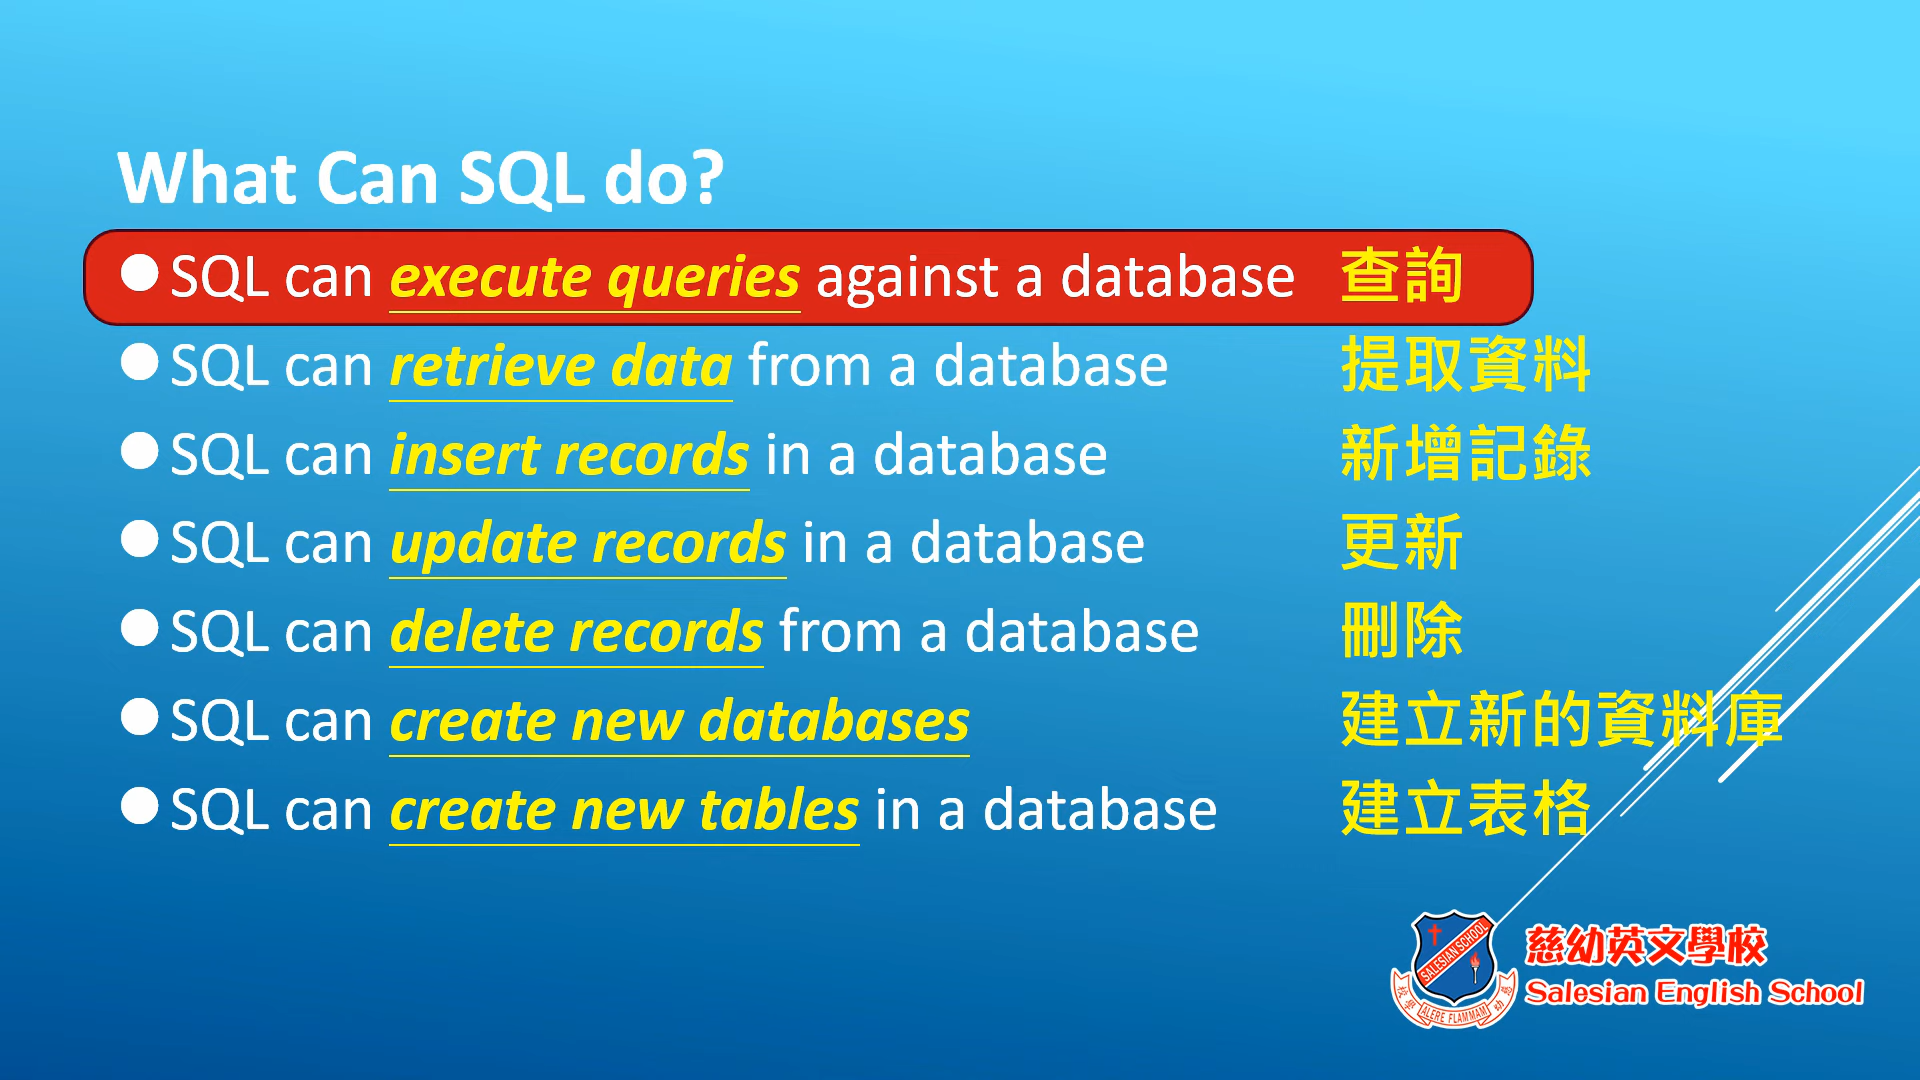 What Can SQL do?
●SQL can execute queries against a database 查詢
●SQL can retrieve data from a database 提取資料
●SQL can insert records in a database 新增記錄
●SQL can update records in a database 更新
●SQL can delete records from a database 刪除
●SQL can create new databases 建立新的資料庫
●SQL can create new tables in a database 建立表格
SALESIAN SCHOOL
ALERE FLAMMAM
慈幼英文學校
Salesian English School